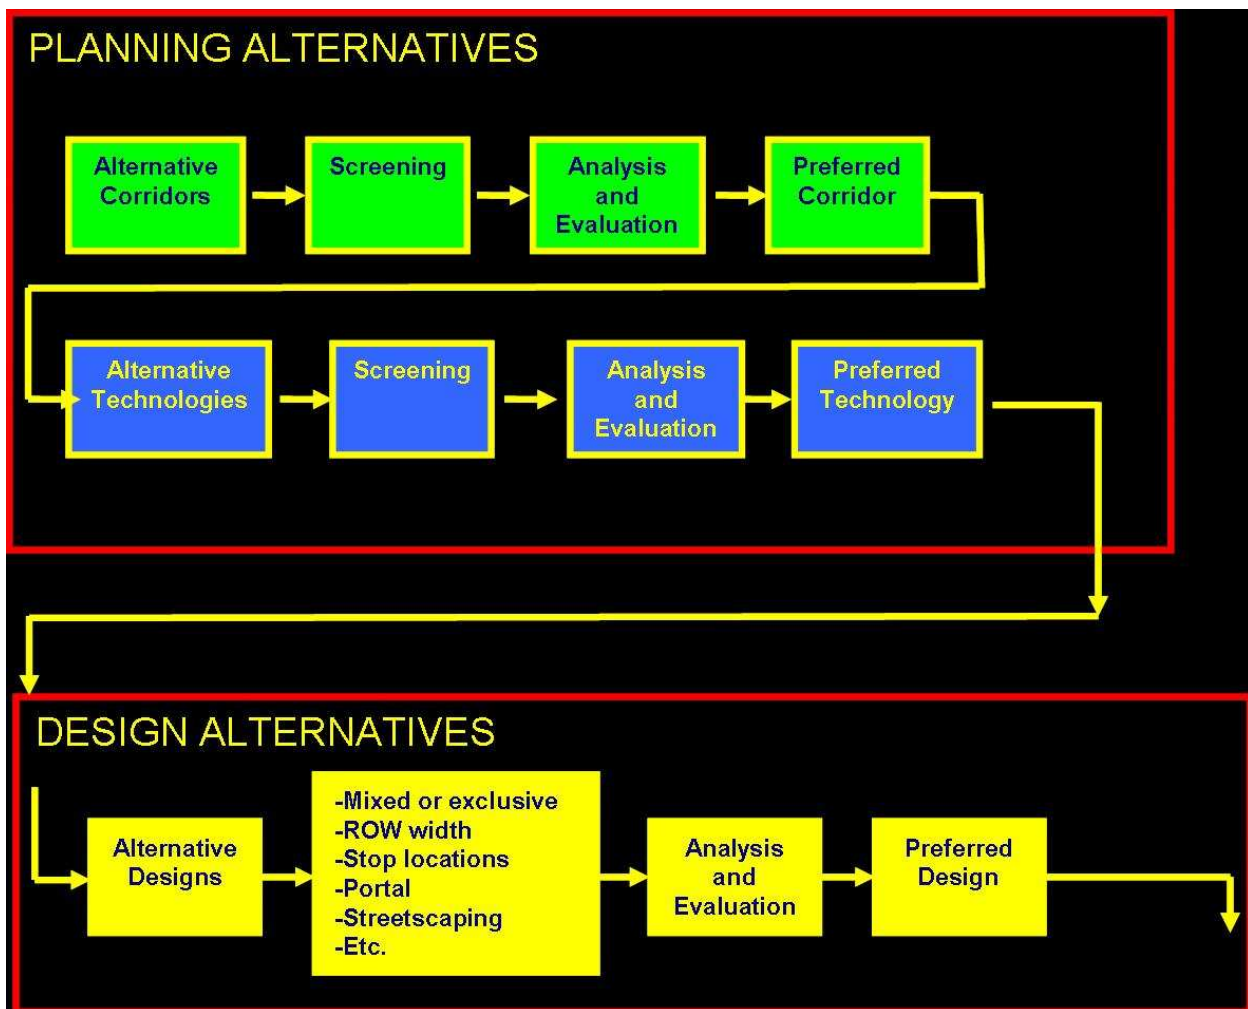 PLANNING ALTERNATIVES
Alternative
Corridors
Screening
Analysis
and
Evaluation
Preferred
Corridor
Alternative
Technologies
Screening
Analysis
and
Evaluation
Preferred
Technology
DESIGN ALTERNATIVES
Alternative
Designs
-Mixed or exclusive
-ROW width
-Stop locations
-Portal
-Streetscaping
-Etc.
Analysis
and
Evaluation
Preferred
Design